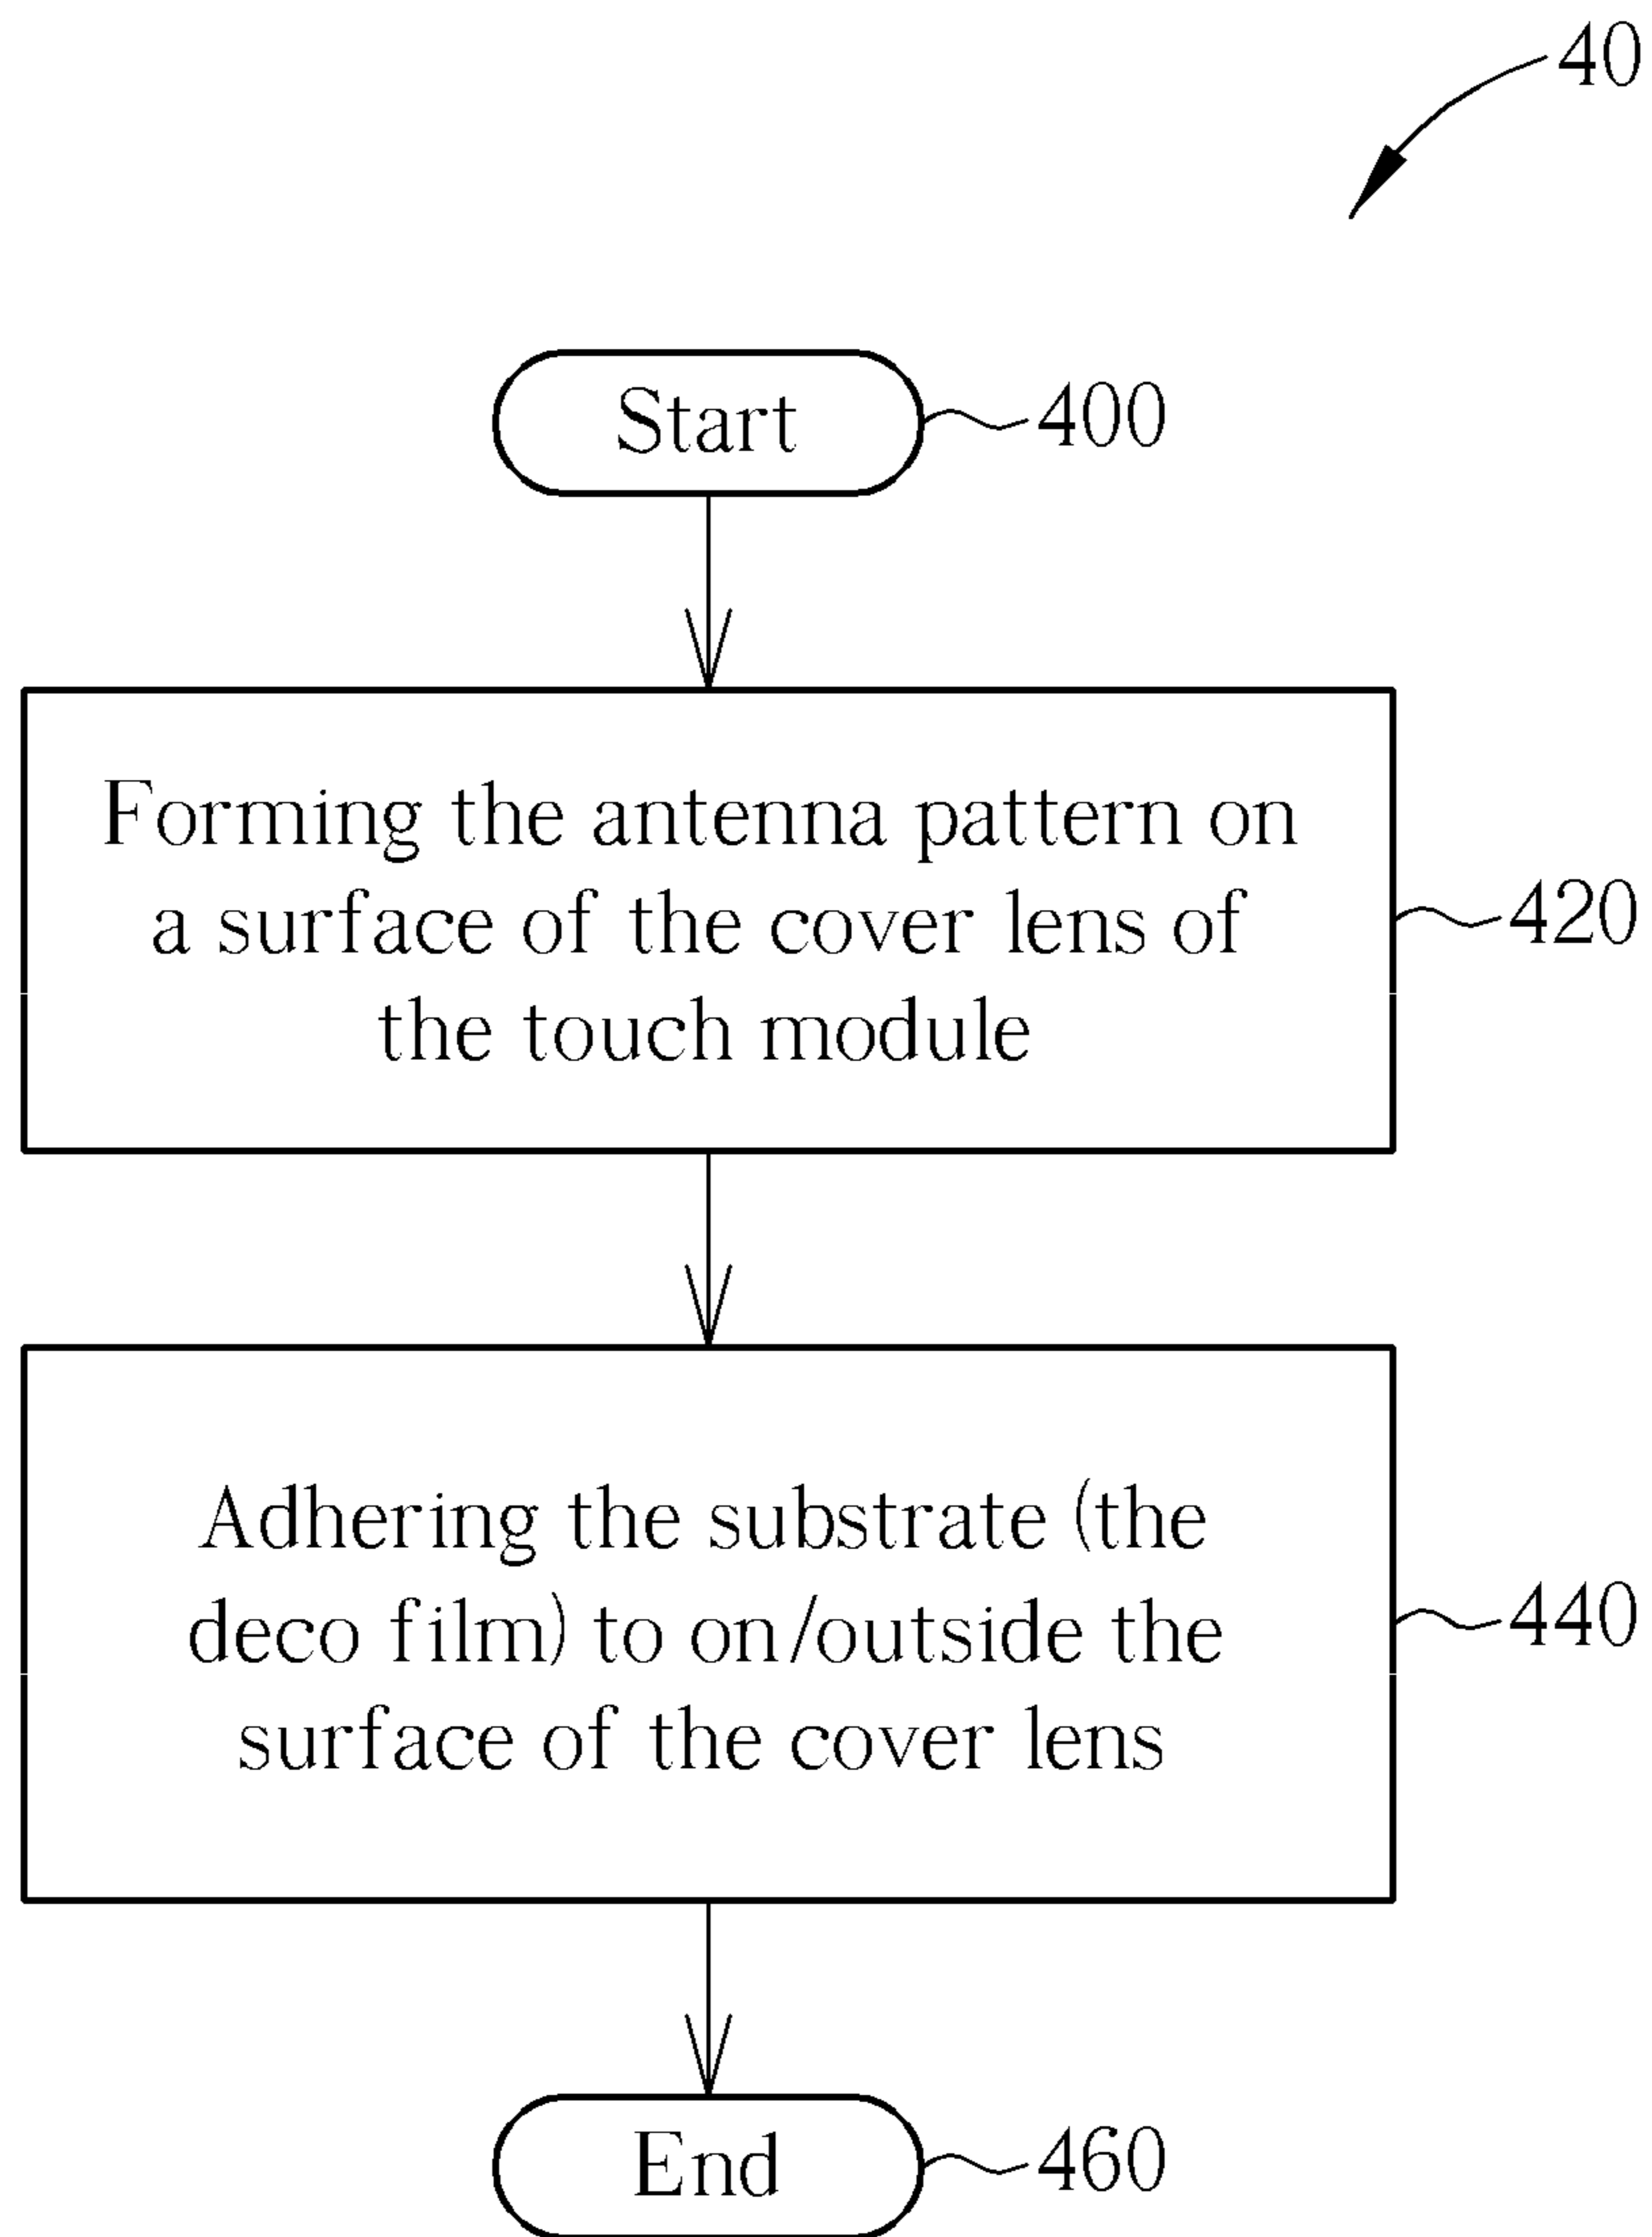 40
Start
400
Forming the antenna pattern on
a surface of the cover lens of
the touch module
420
Adhering the substrate (the
deco film) to on/outside the
surface of the cover lens
440
End
460